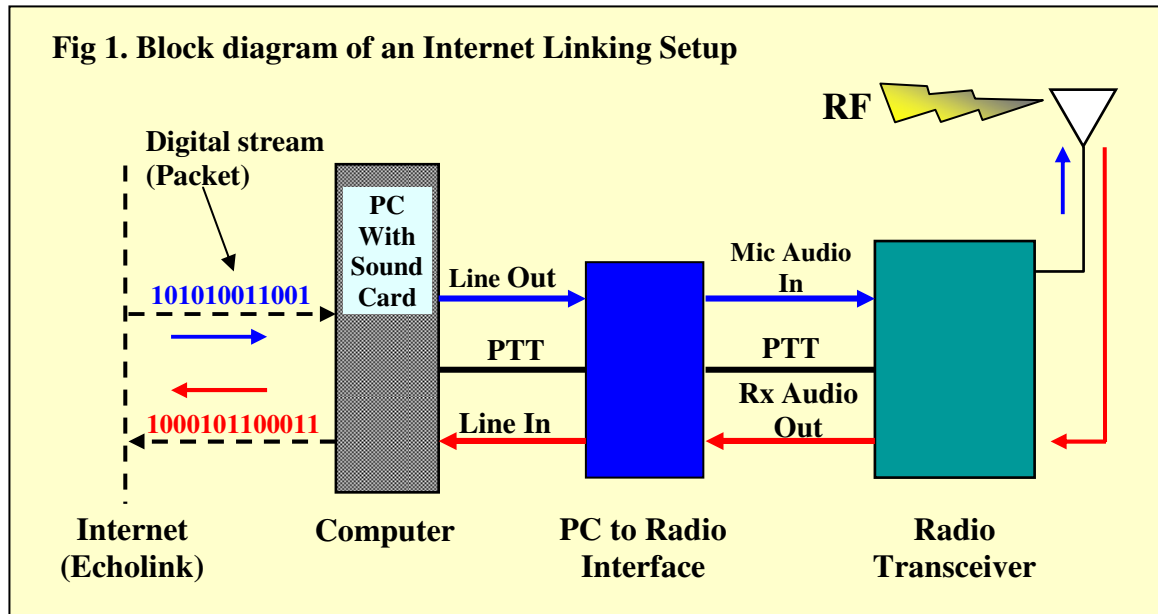 Fig 1. Block diagram of an Internet Linking Setup
RF
Digital stream
(Packet)
PC
With
Sound
Card
101010011001
Line Out
Mic Audio
In
PTT
PTT
1000101100011
Line In
Rx Audio
Out
Internet
(Echolink)
Computer
PC to Radio
Interface
Radio
Transceiver